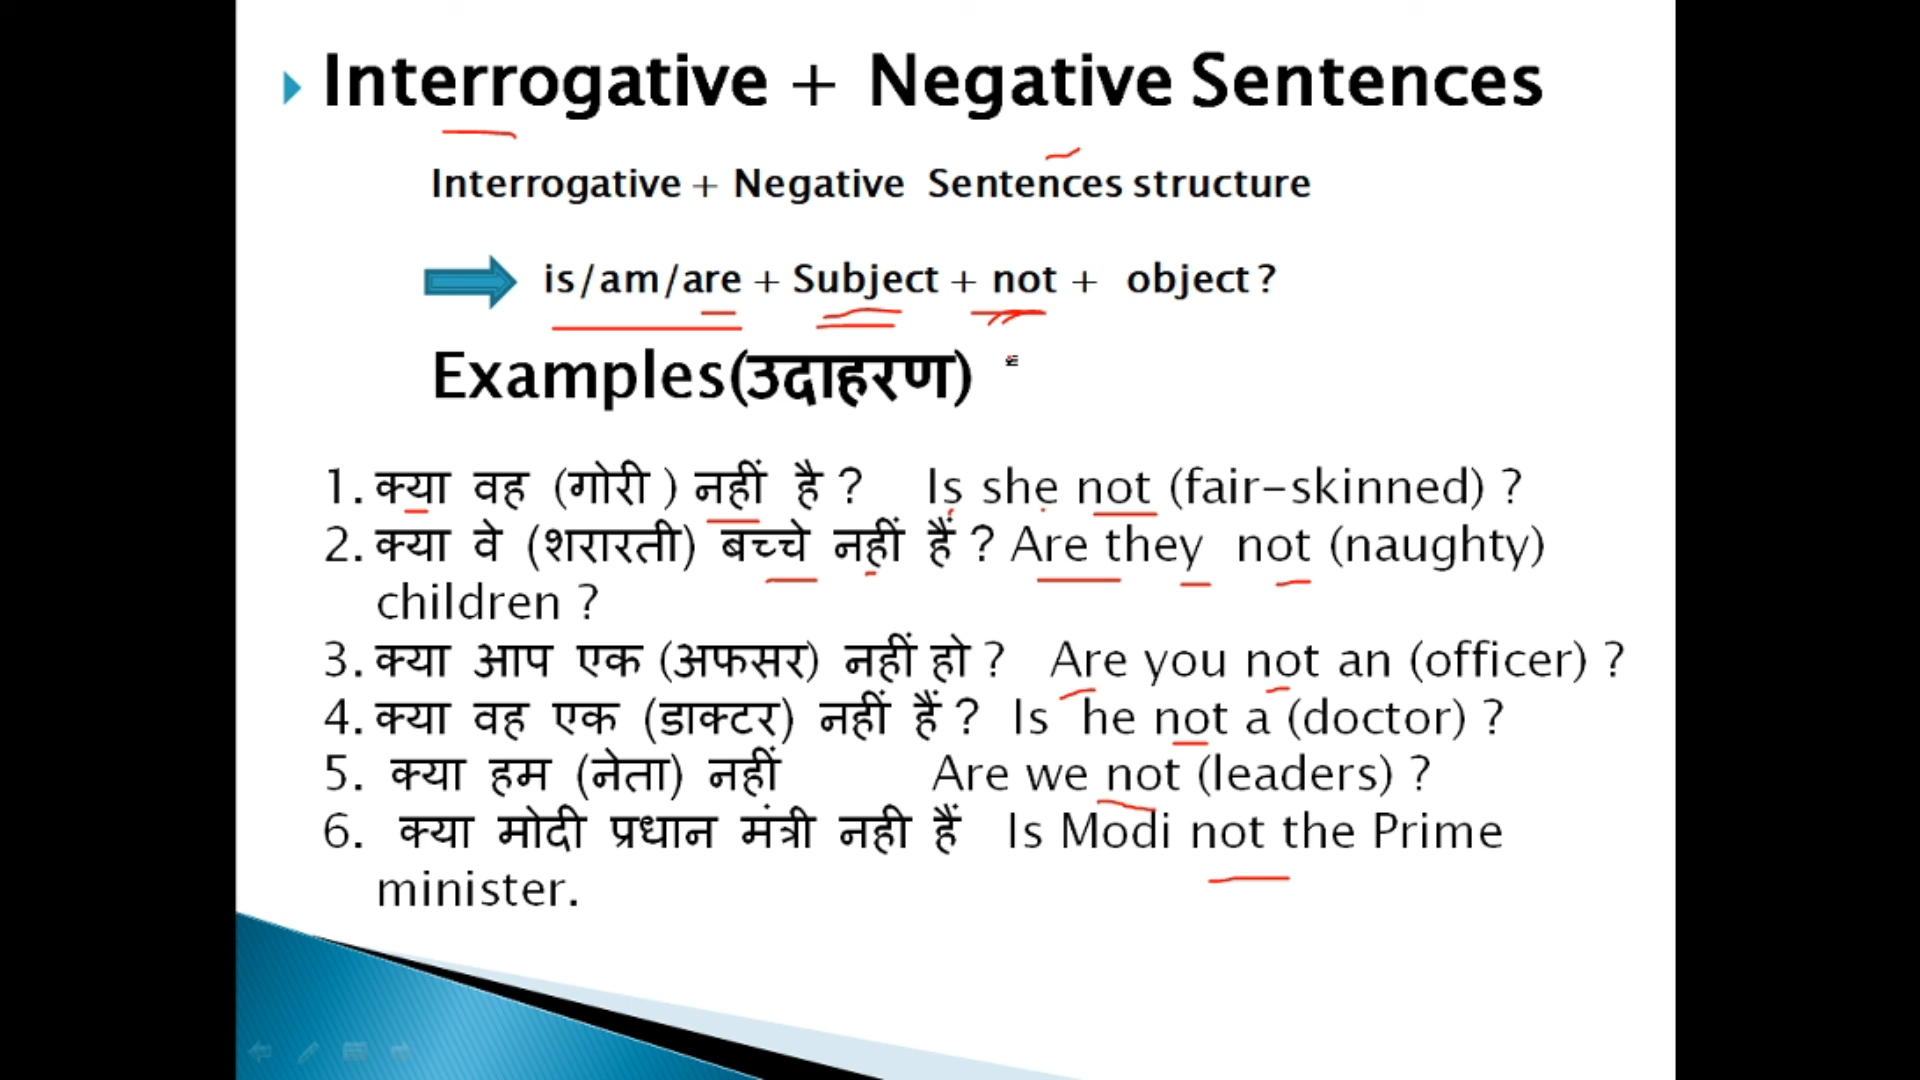 Interrogative + Negative Sentences
Interrogative + Negative Sentences structure
is/am/are + Subject + not + object ?
Examples(उदाहरण)
1. क्या वह (गोरी ) नहीं है ? Is she not (fair-skinned) ?
2. क्या वे (शरारती) बच्चे नहीं हैं ? Are they not (naughty)
children ?
3. क्या आप एक (अफसर) नहीं हो ? Are you not an (officer) ?
4. क्या वह एक (डाक्टर) नहीं हैं ? Is he not a (doctor) ?
5. क्या हम (नेता) नहीं Are we not (leaders) ?
6. क्या मोदी प्रधान मंत्री नही हैं Is Modi not the Prime
minister.